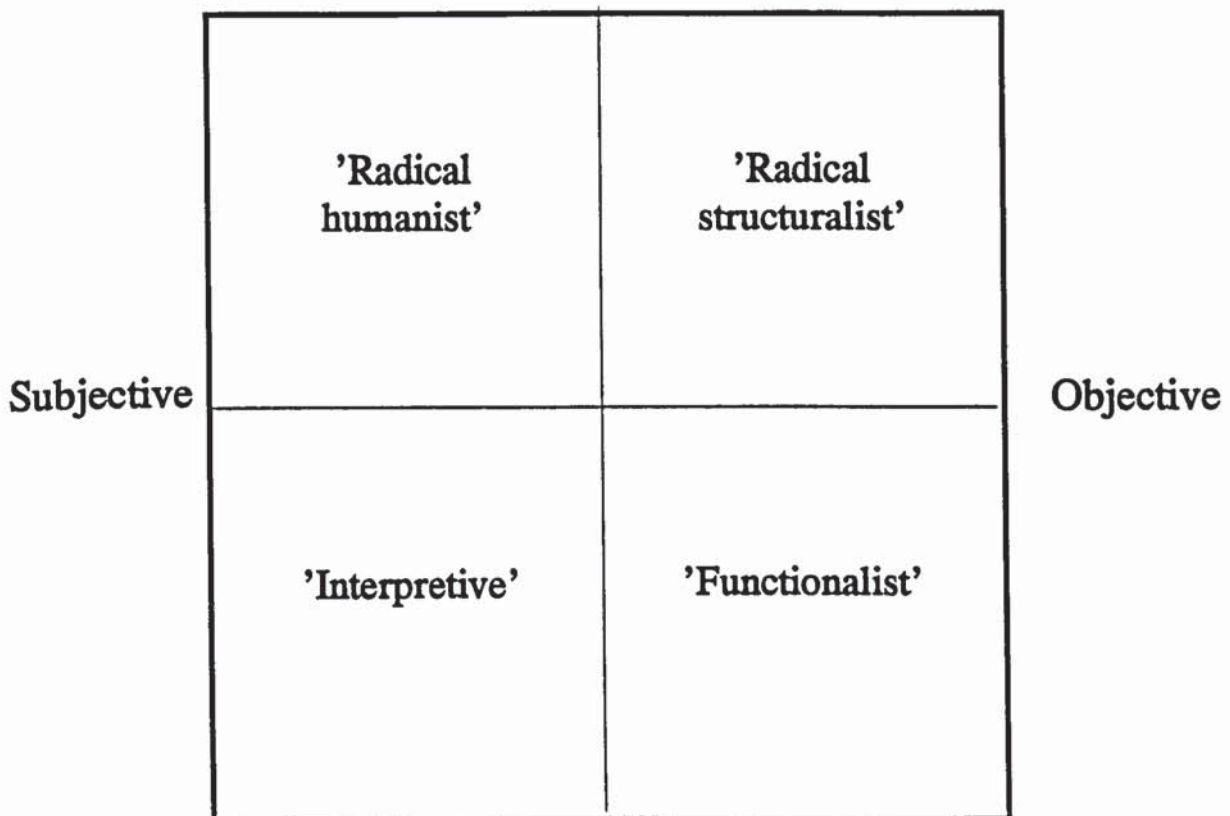 ’Radical
humanist’
’Radical
structuralist’
Subjective
Objective
’Interpretive’
’Functionalist’